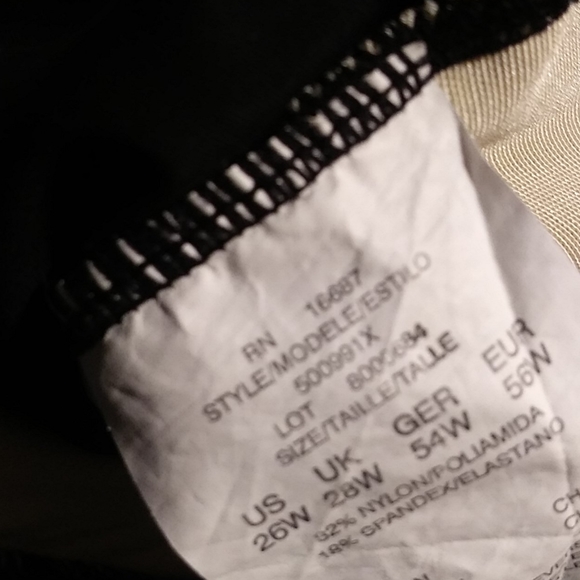 RN 16687
STYLE/MODELE/ESTILO
500991X
LOT 8005684
SIZE/TAILLE/TALLE
US UK GER EUR
26W 28W 54W 56W
82% NYLON/POLIAMIDA
18% SPANDEX/ELASTANO